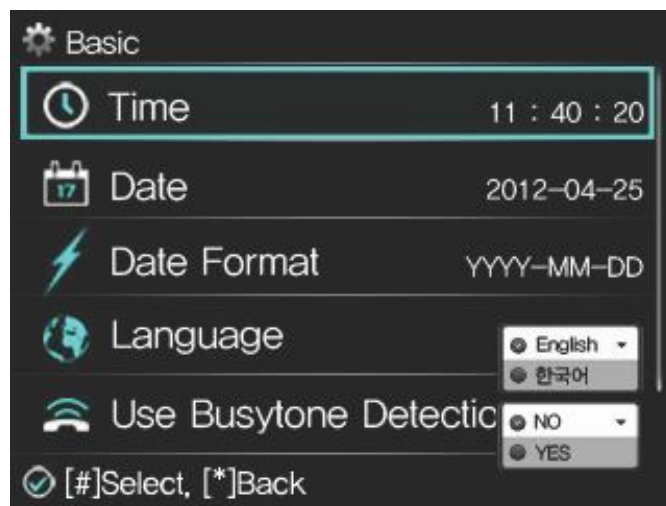 Basic
Time 11 : 40 : 20
17
Date 2012-04-25
Date Format YYYY-MM-DD
Language English
한국어
Use Busytone Detectio NO
YES
[#]Select, [*]Back